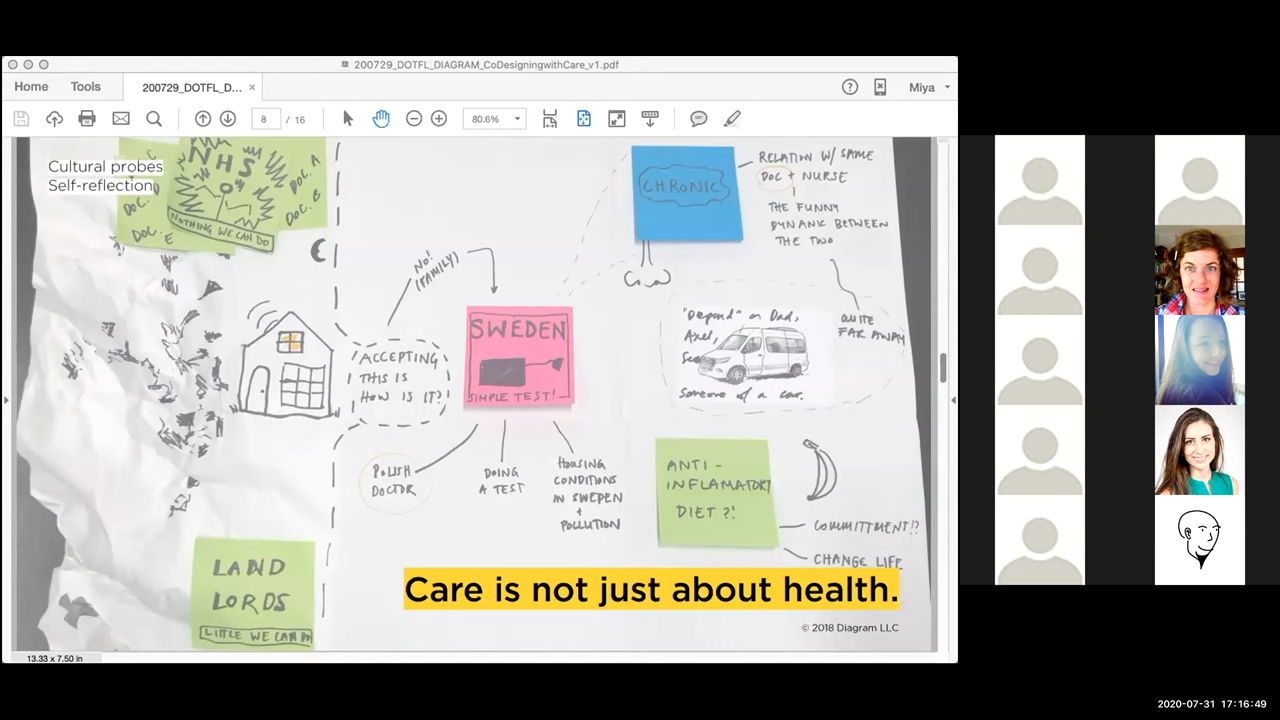 200729_DOTFL_DIAGRAM_CoDesigningwithCare_v1.pdf
Home
Tools
200729_DOTFL_D...
Miya
8
/ 16
80.6%
Cultural probes
Self-reflection
NHS
DOC. A
DOC. B
DOC.
DOC. E
NOTHING WE CAN DO
NO!
(FAMILY)
CHRONIC
RELATION W/ SAME
DOC + NURSE
THE FUNNY
DYNAMIC BETWEEN
THE TWO
QUITE
FAR AWAY
ACCEPTING
THIS IS
HOW IS IT?
SWEDEN
SIMPLE TEST!
"Depend" on Dad,
Axel,
Someone w/ a car.
POLISH
DOCTOR
DOING
A TEST
HOUSING
CONDITIONS
IN SWEDEN
+
POLLUTION
ANTI-
INFLAMATORY
DIET?!
COMMITTMENT!?
CHANGE LIFE
LAND
LORDS
LITTLE WE CAN DO
Care is not just about health.
© 2018 Diagram LLC
13.33 x 7.50 in
2020-07-31 17:16:49